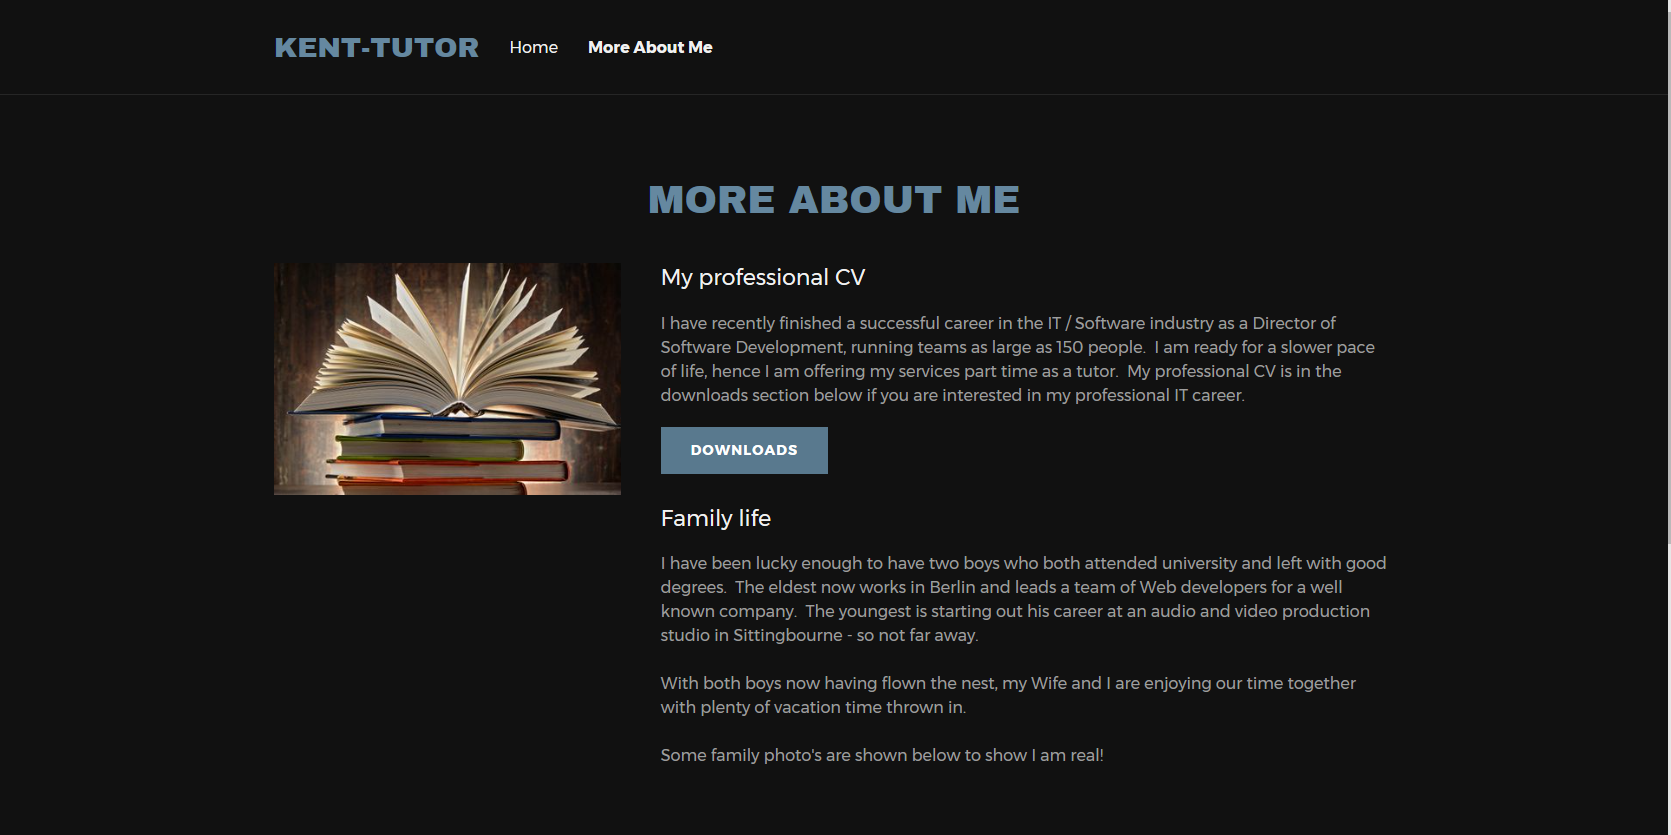 KENT-TUTOR Home More About Me
MORE ABOUT ME
My professional CV
I have recently finished a successful career in the IT / Software industry as a Director of
Software Development, running teams as large as 150 people.  I am ready for a slower pace
of life, hence I am offering my services part time as a tutor.  My professional CV is in the
downloads section below if you are interested in my professional IT career.
DOWNLOADS
Family life
I have been lucky enough to have two boys who both attended university and left with good
degrees.  The eldest now works in Berlin and leads a team of Web developers for a well
known company.  The youngest is starting out his career at an audio and video production
studio in Sittingbourne - so not far away.
With both boys now having flown the nest, my Wife and I are enjoying our time together
with plenty of vacation time thrown in.
Some family photo's are shown below to show I am real!